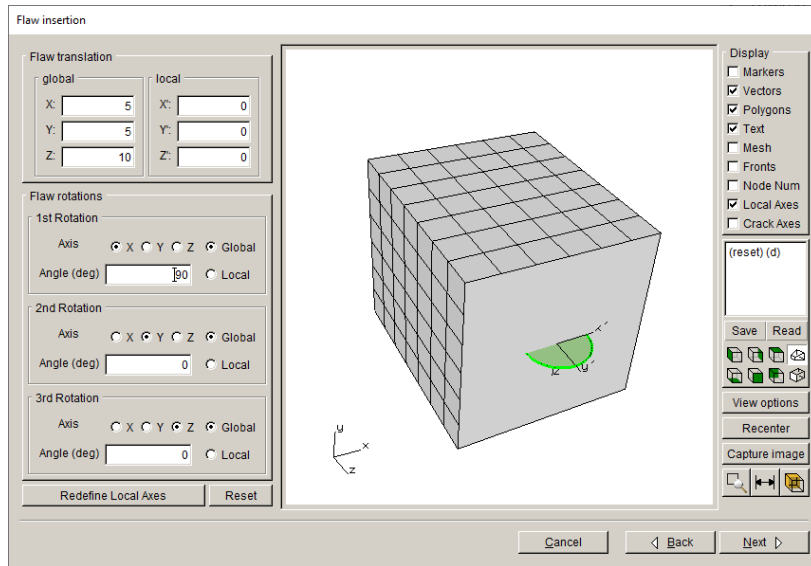 Flaw insertion
Flaw translation
global
X: 5
Y: 5
Z: 10
local
X': 0
Y': 0
Z': 0
Flaw rotations
1st Rotation
Axis X Y Z Global
Angle (deg) 90 Local
2nd Rotation
Axis X Y Z Global
Angle (deg) 0 Local
3rd Rotation
Axis X Y Z Global
Angle (deg) 0 Local
Redefine Local Axes Reset
x'
y'
y
x
z
Display
Markers
Vectors
Polygons
Text
Mesh
Fronts
Node Num
Local Axes
Crack Axes
(reset) (d)
Save Read
View options
Recenter
Capture image
Cancel Back Next